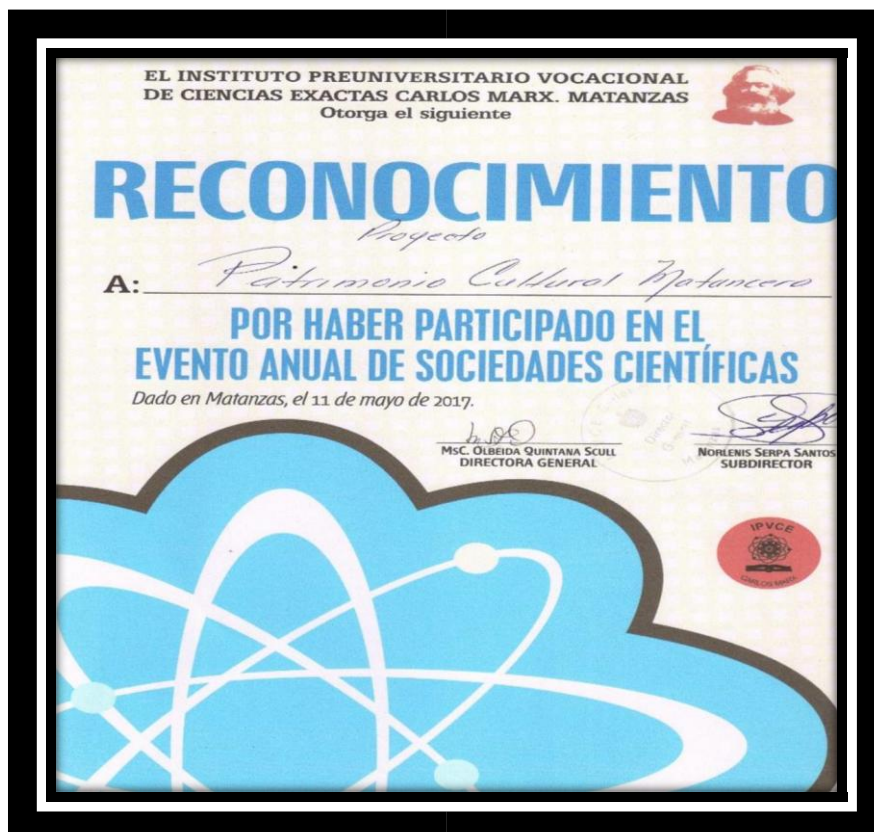 EL INSTITUTO PREUNIVERSITARIO VOCACIONAL
DE CIENCIAS EXACTAS CARLOS MARX. MATANZAS
Otorga el siguiente
RECONOCIMIENTO
Proyecto
A: Patrimonio Cultural Matancero
POR HABER PARTICIPADO EN EL
EVENTO ANUAL DE SOCIEDADES CIENTÍFICAS
Dado en Matanzas, el 11 de mayo de 2017.
MSC. OLBEIDA QUINTANA SCULL
DIRECTORA GENERAL
NORLENIS SERPA SANTOS
SUBDIRECTOR
IPVCE
CARLOS MARX